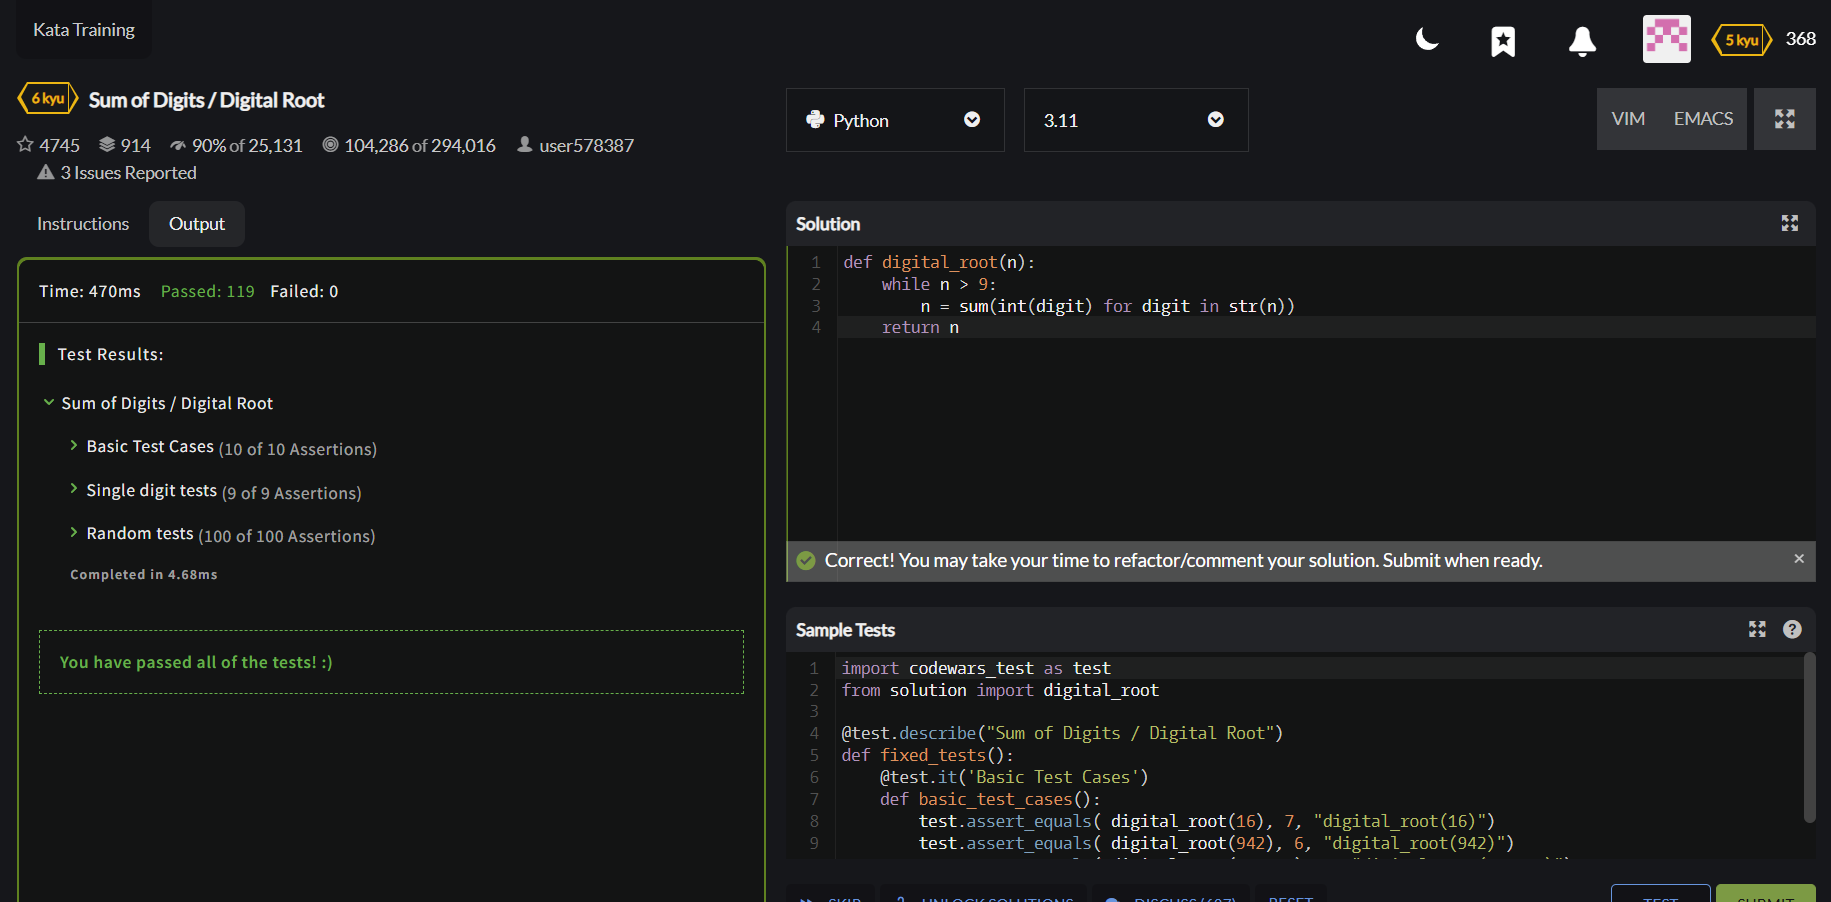 Kata Training
5 kyu 368
6 kyu Sum of Digits / Digital Root
4745 914 90% of 25,131 104,286 of 294,016 user578387
3 Issues Reported
Instructions Output
Time: 470ms Passed: 119 Failed: 0
Test Results:
Sum of Digits / Digital Root
Basic Test Cases (10 of 10 Assertions)
Single digit tests (9 of 9 Assertions)
Random tests (100 of 100 Assertions)
Completed in 4.68ms
You have passed all of the tests! :)
Python 3.11 VIM EMACS
Solution
1 def digital_root(n):
2     while n > 9:
3         n = sum(int(digit) for digit in str(n))
4     return n
Correct! You may take your time to refactor/comment your solution. Submit when ready. ×
Sample Tests ?
1 import codewars_test as test
2 from solution import digital_root
3
4 @test.describe("Sum of Digits / Digital Root")
5 def fixed_tests():
6     @test.it('Basic Test Cases')
7     def basic_test_cases():
8         test.assert_equals( digital_root(16), 7, "digital_root(16)")
9         test.assert_equals( digital_root(942), 6, "digital_root(942)")
SKIP UNLOCK SOLUTIONS DISCUSS RESET TEST SUBMIT